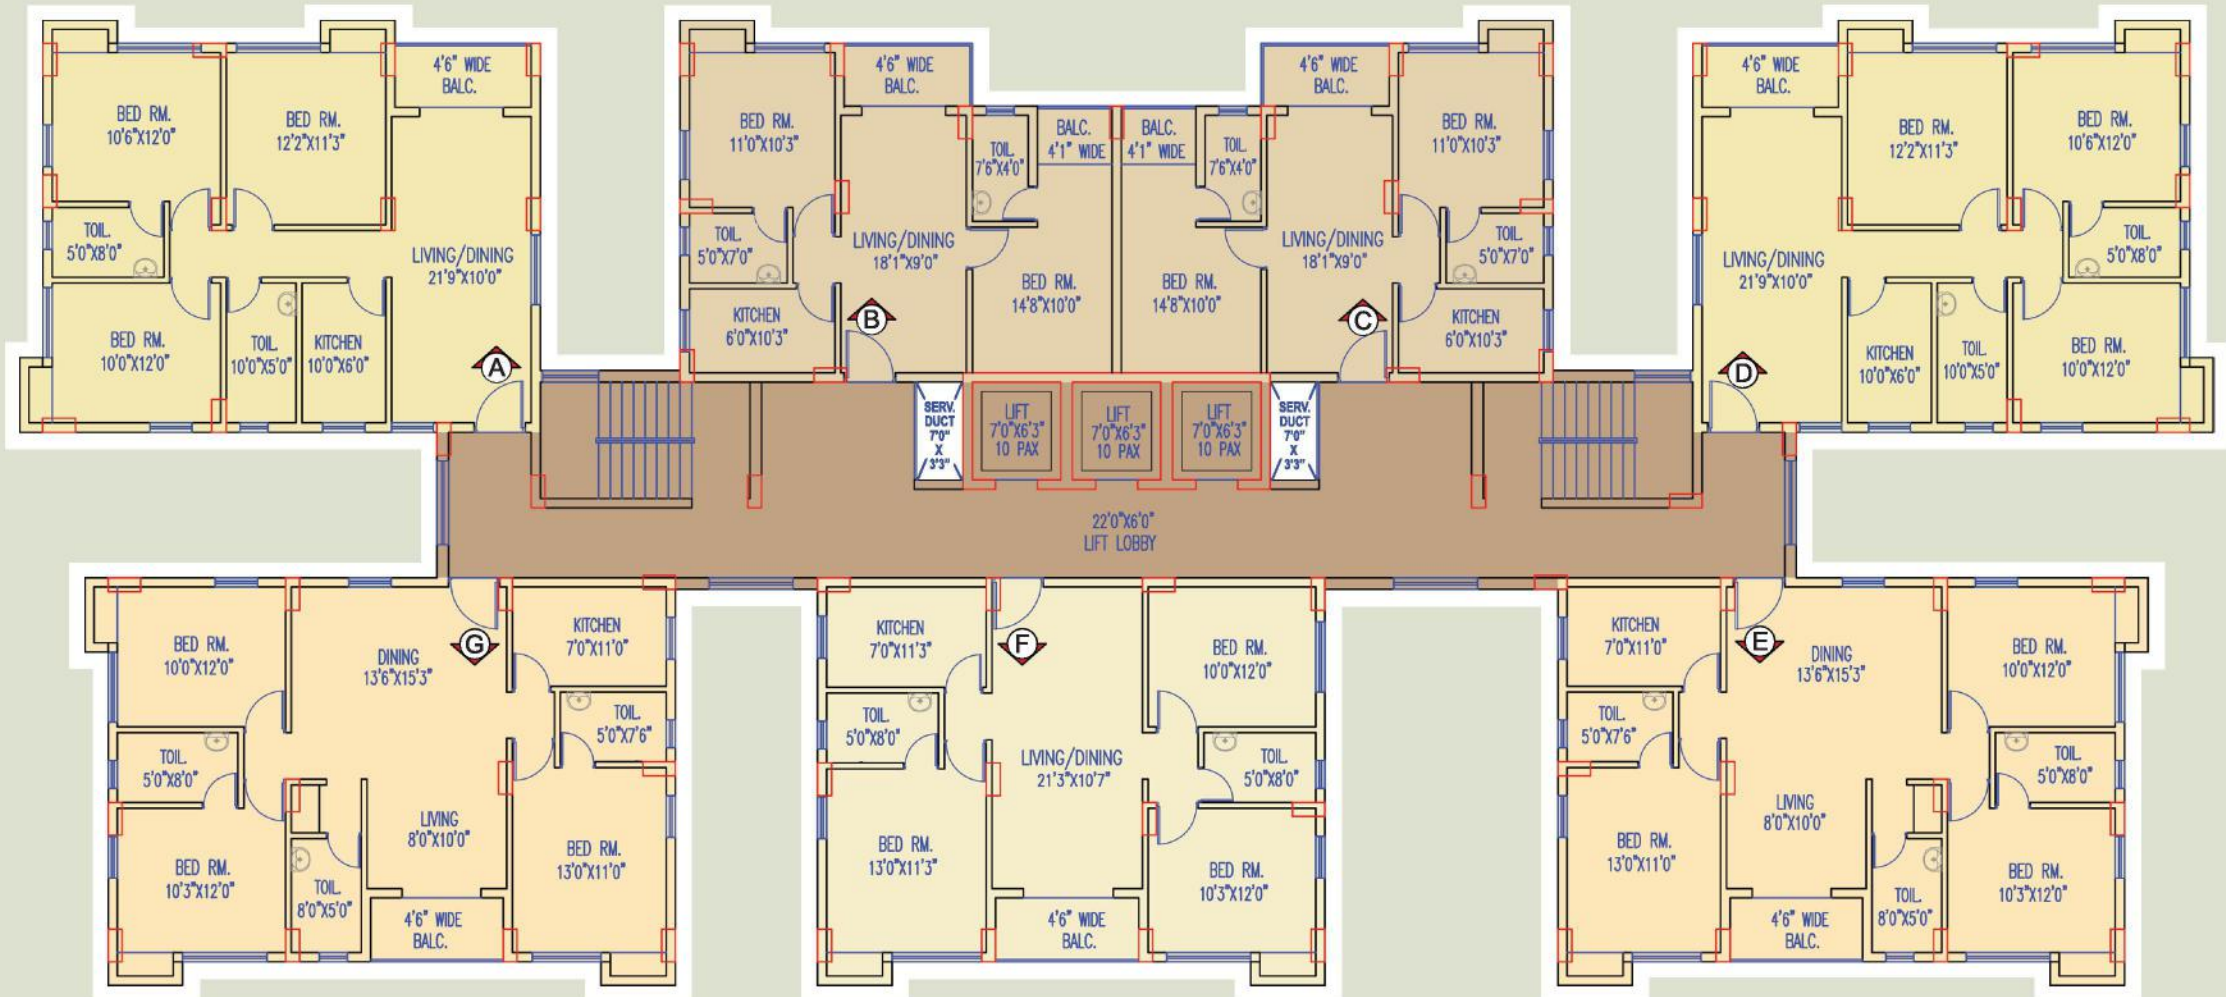 BED RM.
10'6"X12'0"
BED RM.
12'2"X11'3"
4'6" WIDE
BALC.
TOIL.
5'0"X8'0"
LIVING/DINING
21'9"X10'0"
BED RM.
10'0"X12'0"
TOIL.
10'0"X5'0"
KITCHEN
10'0"X6'0"
A
BED RM.
11'0"X10'3"
4'6" WIDE
BALC.
TOIL.
7'6"X4'0"
BALC.
4'1" WIDE
TOIL.
5'0"X7'0"
LIVING/DINING
18'1"X9'0"
BED RM.
14'8"X10'0"
KITCHEN
6'0"X10'3"
B
BALC.
4'1" WIDE
TOIL.
7'6"X4'0"
4'6" WIDE
BALC.
BED RM.
11'0"X10'3"
BED RM.
14'8"X10'0"
LIVING/DINING
18'1"X9'0"
TOIL.
5'0"X7'0"
C
KITCHEN
6'0"X10'3"
4'6" WIDE
BALC.
BED RM.
12'2"X11'3"
BED RM.
10'6"X12'0"
LIVING/DINING
21'9"X10'0"
TOIL.
5'0"X8'0"
D
KITCHEN
10'0"X6'0"
TOIL.
10'0"X5'0"
BED RM.
10'0"X12'0"
SERV.
DUCT
7'0"
X
3'3"
LIFT
7'0"X6'3"
10 PAX
LIFT
7'0"X6'3"
10 PAX
LIFT
7'0"X6'3"
10 PAX
SERV.
DUCT
7'0"
X
3'3"
22'0"X6'0"
LIFT LOBBY
BED RM.
10'0"X12'0"
DINING
13'6"X15'3"
G
KITCHEN
7'0"X11'0"
TOIL.
5'0"X8'0"
TOIL.
5'0"X7'6"
BED RM.
10'3"X12'0"
LIVING
8'0"X10'0"
TOIL.
8'0"X5'0"
BED RM.
13'0"X11'0"
4'6" WIDE
BALC.
KITCHEN
7'0"X11'3"
F
BED RM.
10'0"X12'0"
TOIL.
5'0"X8'0"
LIVING/DINING
21'3"X10'7"
TOIL.
5'0"X8'0"
BED RM.
13'0"X11'3"
BED RM.
10'3"X12'0"
4'6" WIDE
BALC.
KITCHEN
7'0"X11'0"
E
DINING
13'6"X15'3"
BED RM.
10'0"X12'0"
TOIL.
5'0"X7'6"
TOIL.
5'0"X8'0"
LIVING
8'0"X10'0"
BED RM.
13'0"X11'0"
TOIL.
8'0"X5'0"
BED RM.
10'3"X12'0"
4'6" WIDE
BALC.